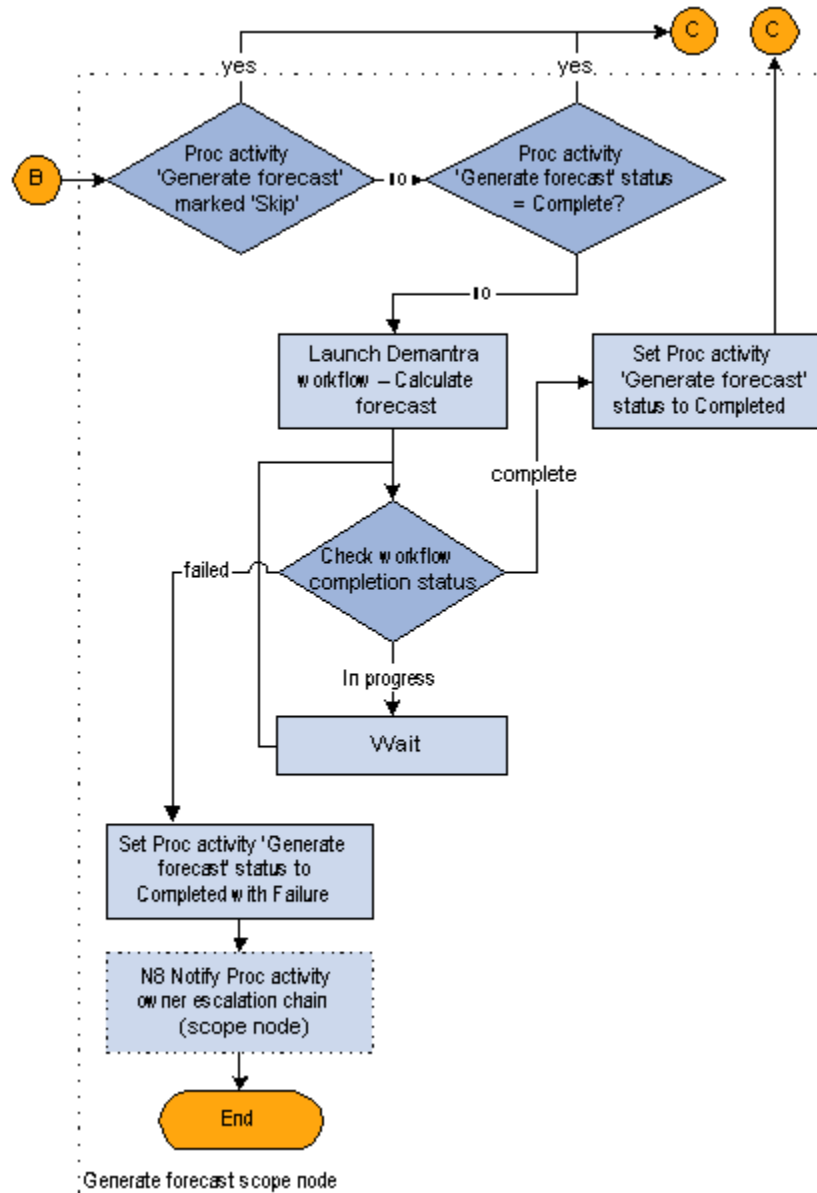 C
C
yes
yes
B
Proc activity
'Generate forecast'
marked 'Skip'
no
Proc activity
'Generate forecast' status
= Complete?
no
Launch Demantra
workflow – Calculate
forecast
Set Proc activity
'Generate forecast'
status to Completed
complete
Check workflow
completion status
failed
In progress
Wait
Set Proc activity 'Generate
forecast' status to
Completed with Failure
N8 Notify Proc activity
owner escalation chain
(scope node)
End
Generate forecast scope node